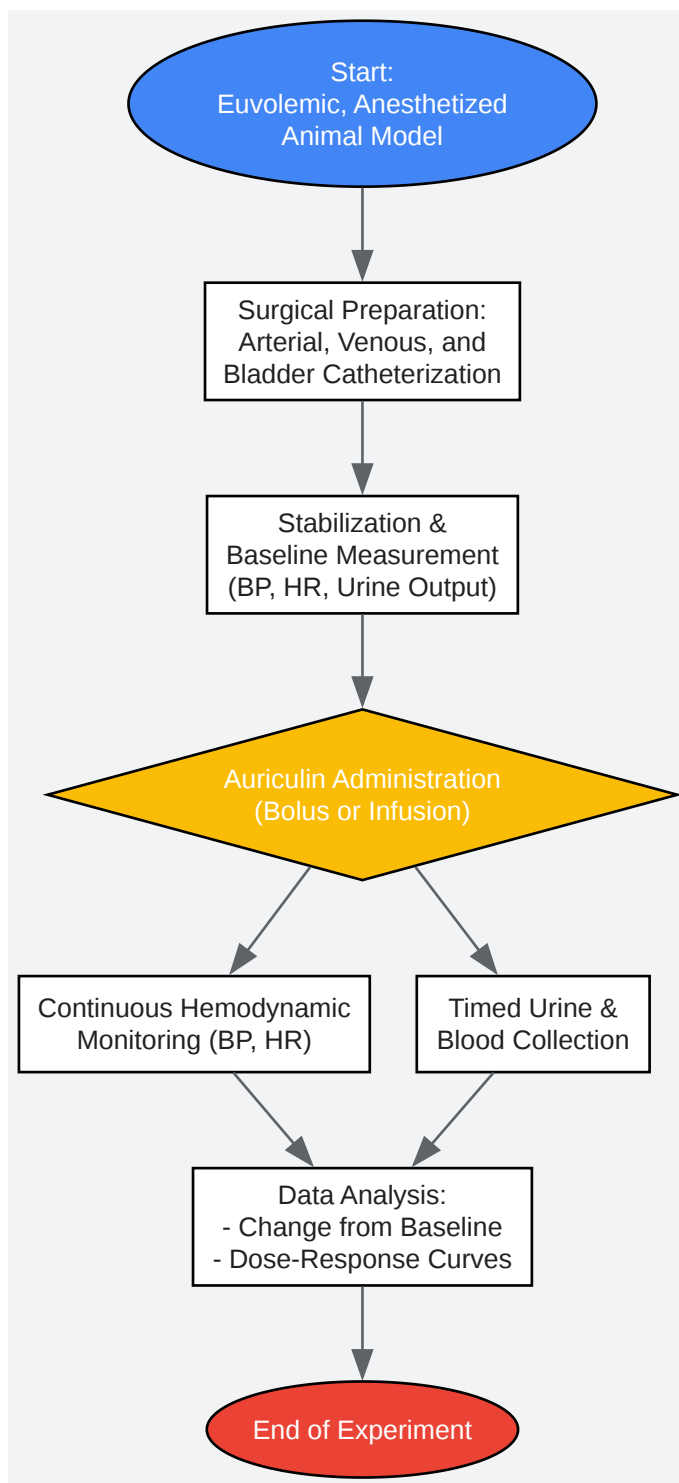 Start:
Euvolemic, Anesthetized
Animal Model
Surgical Preparation:
Arterial, Venous, and
Bladder Catheterization
Stabilization &
Baseline Measurement
(BP, HR, Urine Output)
Auriculin Administration
(Bolus or Infusion)
Continuous Hemodynamic
Monitoring (BP, HR)
Timed Urine &
Blood Collection
Data Analysis:
- Change from Baseline
- Dose-Response Curves
End of Experiment